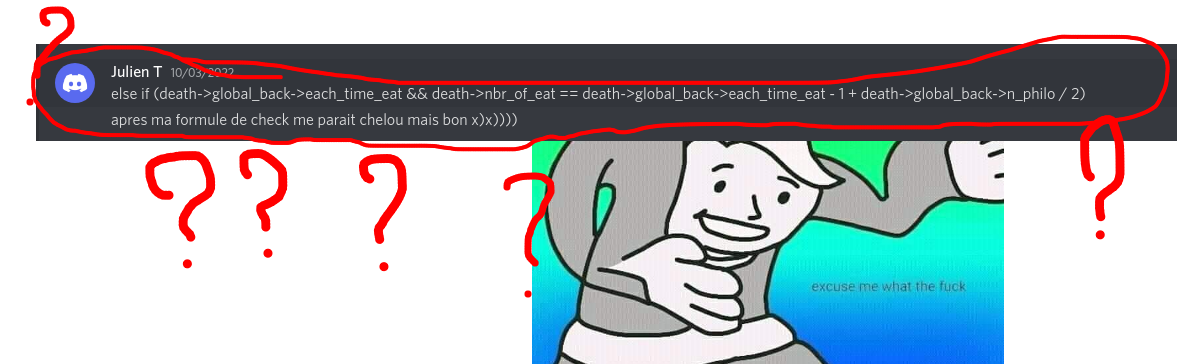 Julien T 10/03/2022
else if (death->global_back->each_time_eat && death->nbr_of_eat == death->global_back->each_time_eat - 1 + death->global_back->n_philo / 2)
apres ma formule de check me parait chelou mais bon x)x))))
? 
? ? ? ? ?
excuse me what the fuck